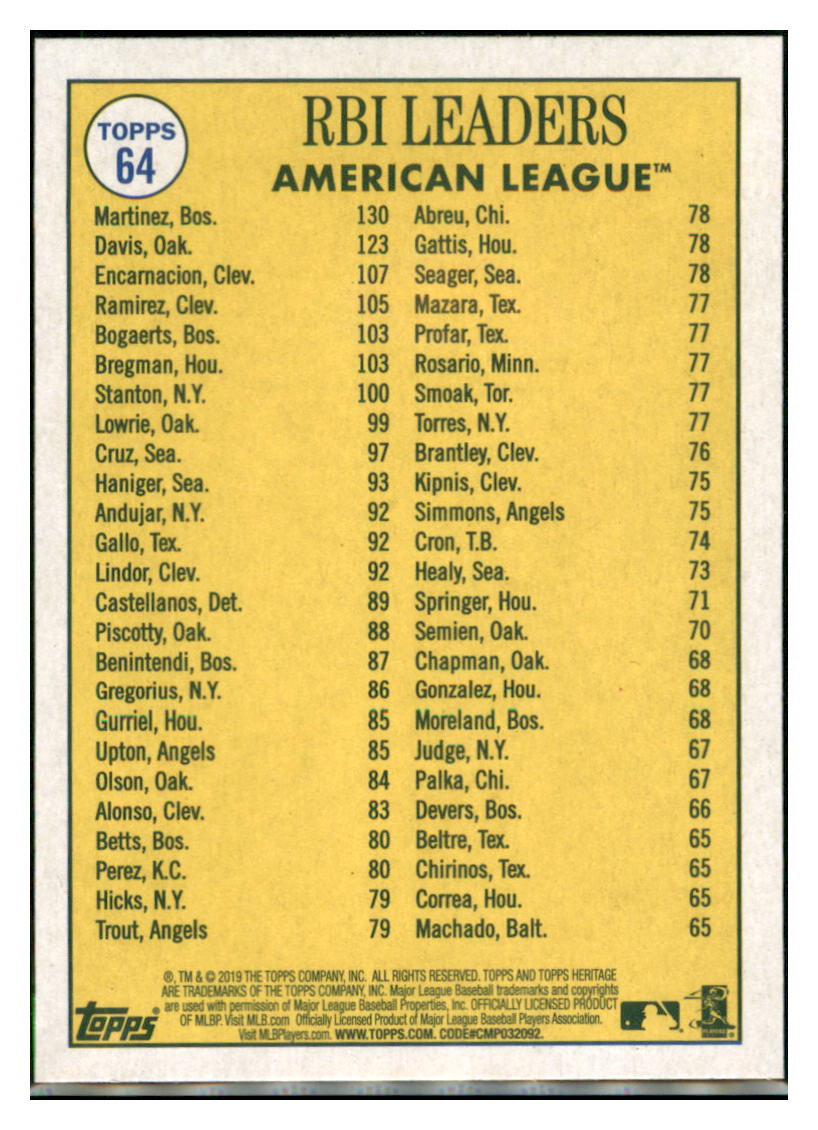 TOPPS
64
RBI LEADERS
AMERICAN LEAGUE™
Martinez, Bos. 130
Davis, Oak. 123
Encarnacion, Clev. 107
Ramirez, Clev. 105
Bogaerts, Bos. 103
Bregman, Hou. 103
Stanton, N.Y. 100
Lowrie, Oak. 99
Cruz, Sea. 97
Haniger, Sea. 93
Andujar, N.Y. 92
Gallo, Tex. 92
Lindor, Clev. 92
Castellanos, Det. 89
Piscotty, Oak. 88
Benintendi, Bos. 87
Gregorius, N.Y. 86
Gurriel, Hou. 85
Upton, Angels 85
Olson, Oak. 84
Alonso, Clev. 83
Betts, Bos. 80
Perez, K.C. 80
Hicks, N.Y. 79
Trout, Angels 79
Abreu, Chi. 78
Gattis, Hou. 78
Seager, Sea. 78
Mazara, Tex. 77
Profar, Tex. 77
Rosario, Minn. 77
Smoak, Tor. 77
Torres, N.Y. 77
Brantley, Clev. 76
Kipnis, Clev. 75
Simmons, Angels 75
Cron, T.B. 74
Healy, Sea. 73
Springer, Hou. 71
Semien, Oak. 70
Chapman, Oak. 68
Gonzalez, Hou. 68
Moreland, Bos. 68
Judge, N.Y. 67
Palka, Chi. 67
Devers, Bos. 66
Beltre, Tex. 65
Chirinos, Tex. 65
Correa, Hou. 65
Machado, Balt. 65
®, TM & © 2019 THE TOPPS COMPANY, INC. ALL RIGHTS RESERVED. TOPPS AND TOPPS HERITAGE
ARE TRADEMARKS OF THE TOPPS COMPANY, INC. Major League Baseball trademarks and copyrights
are used with permission of Major League Baseball Properties, Inc. OFFICIALLY LICENSED PRODUCT
OF MLBP. Visit MLB.com Officially Licensed Product of Major League Baseball Players Association.
Visit MLBPlayers.com. WWW.TOPPS.COM. CODE#CMP032092.
topps®